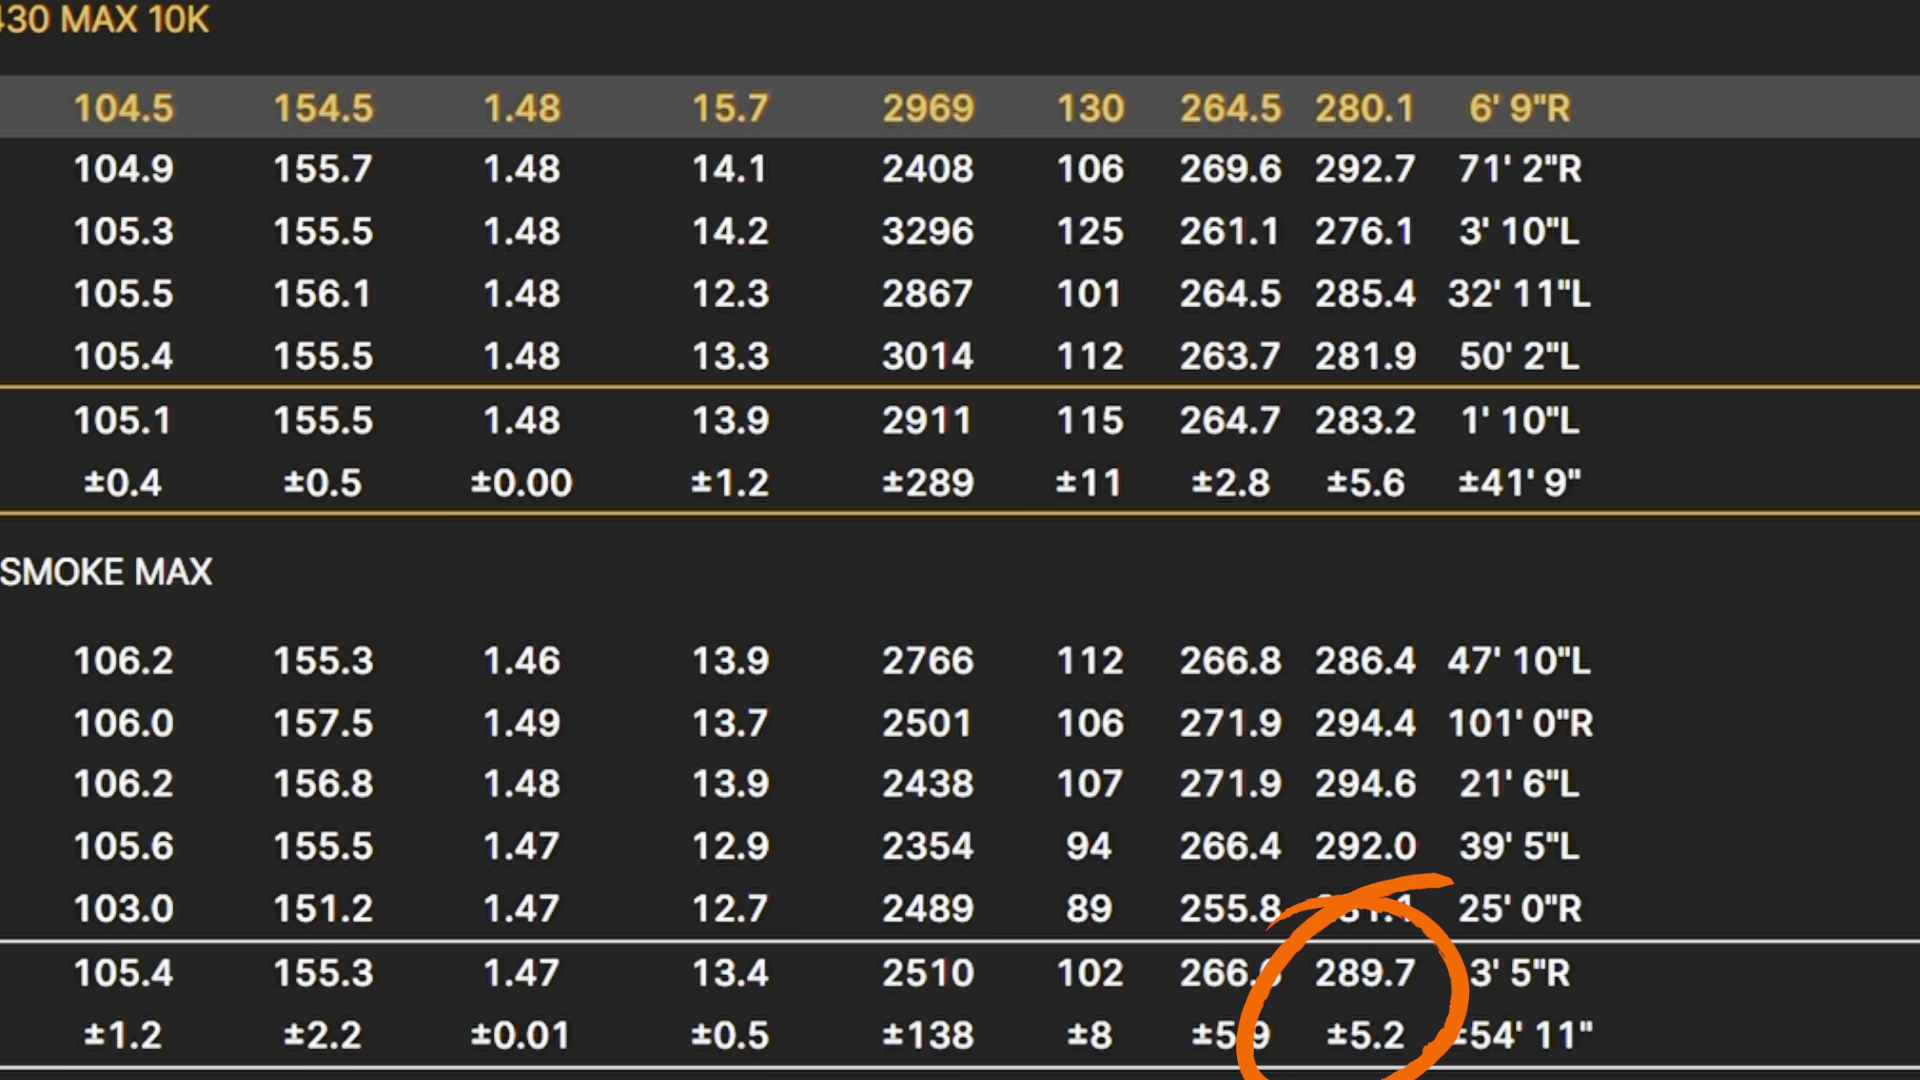 430 MAX 10K
104.5 154.5 1.48 15.7 2969 130 264.5 280.1 6' 9"R
104.9 155.7 1.48 14.1 2408 106 269.6 292.7 71' 2"R
105.3 155.5 1.48 14.2 3296 125 261.1 276.1 3' 10"L
105.5 156.1 1.48 12.3 2867 101 264.5 285.4 32' 11"L
105.4 155.5 1.48 13.3 3014 112 263.7 281.9 50' 2"L
105.1 155.5 1.48 13.9 2911 115 264.7 283.2 1' 10"L
±0.4 ±0.5 ±0.00 ±1.2 ±289 ±11 ±2.8 ±5.6 ±41' 9"
SMOKE MAX
106.2 155.3 1.46 13.9 2766 112 266.8 286.4 47' 10"L
106.0 157.5 1.49 13.7 2501 106 271.9 294.4 101' 0"R
106.2 156.8 1.48 13.9 2438 107 271.9 294.6 21' 6"L
105.6 155.5 1.47 12.9 2354 94 266.4 292.0 39' 5"L
103.0 151.2 1.47 12.7 2489 89 255.8 281.1 25' 0"R
105.4 155.3 1.47 13.4 2510 102 266.6 289.7 3' 5"R
±1.2 ±2.2 ±0.01 ±0.5 ±138 ±8 ±5.9 ±5.2 ±54' 11"